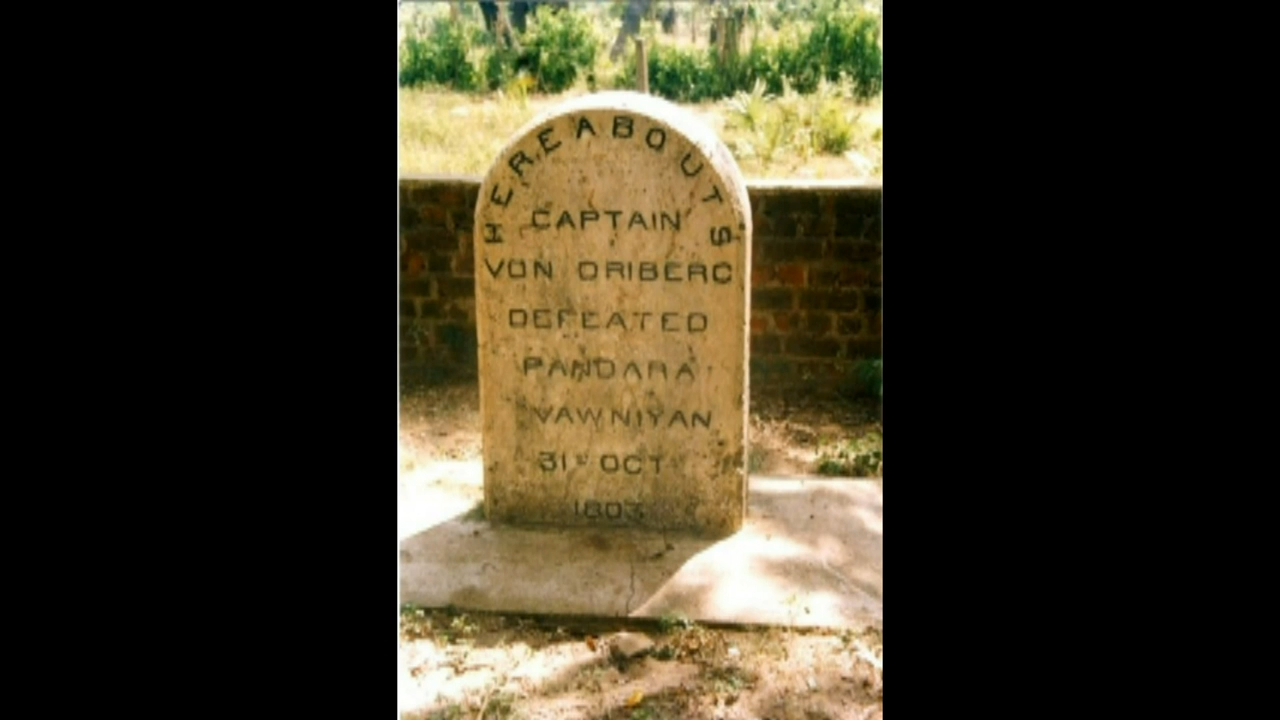 HEREABOUTS
CAPTAIN
VON DRIBERG
DEFEATED
PANDARA
VAWNIYAN
31st OCT
1803